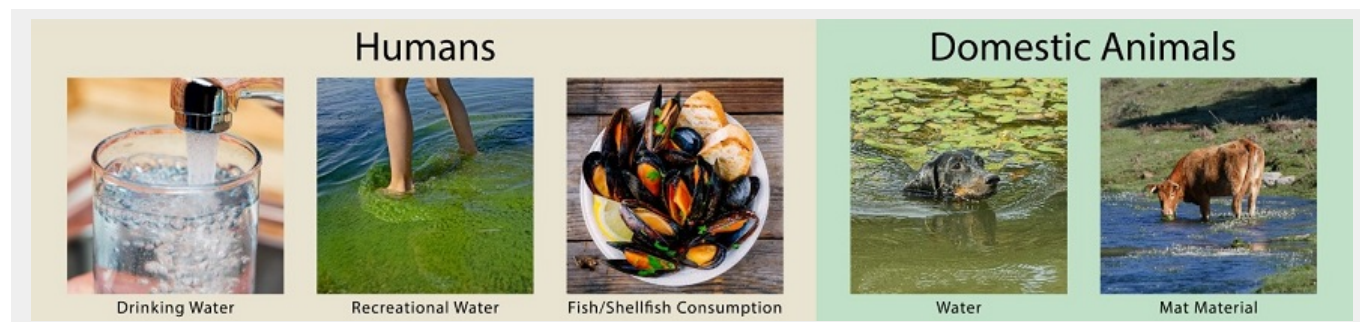 Humans
Domestic Animals
Drinking Water
Recreational Water
Fish/Shellfish Consumption
Water
Mat Material